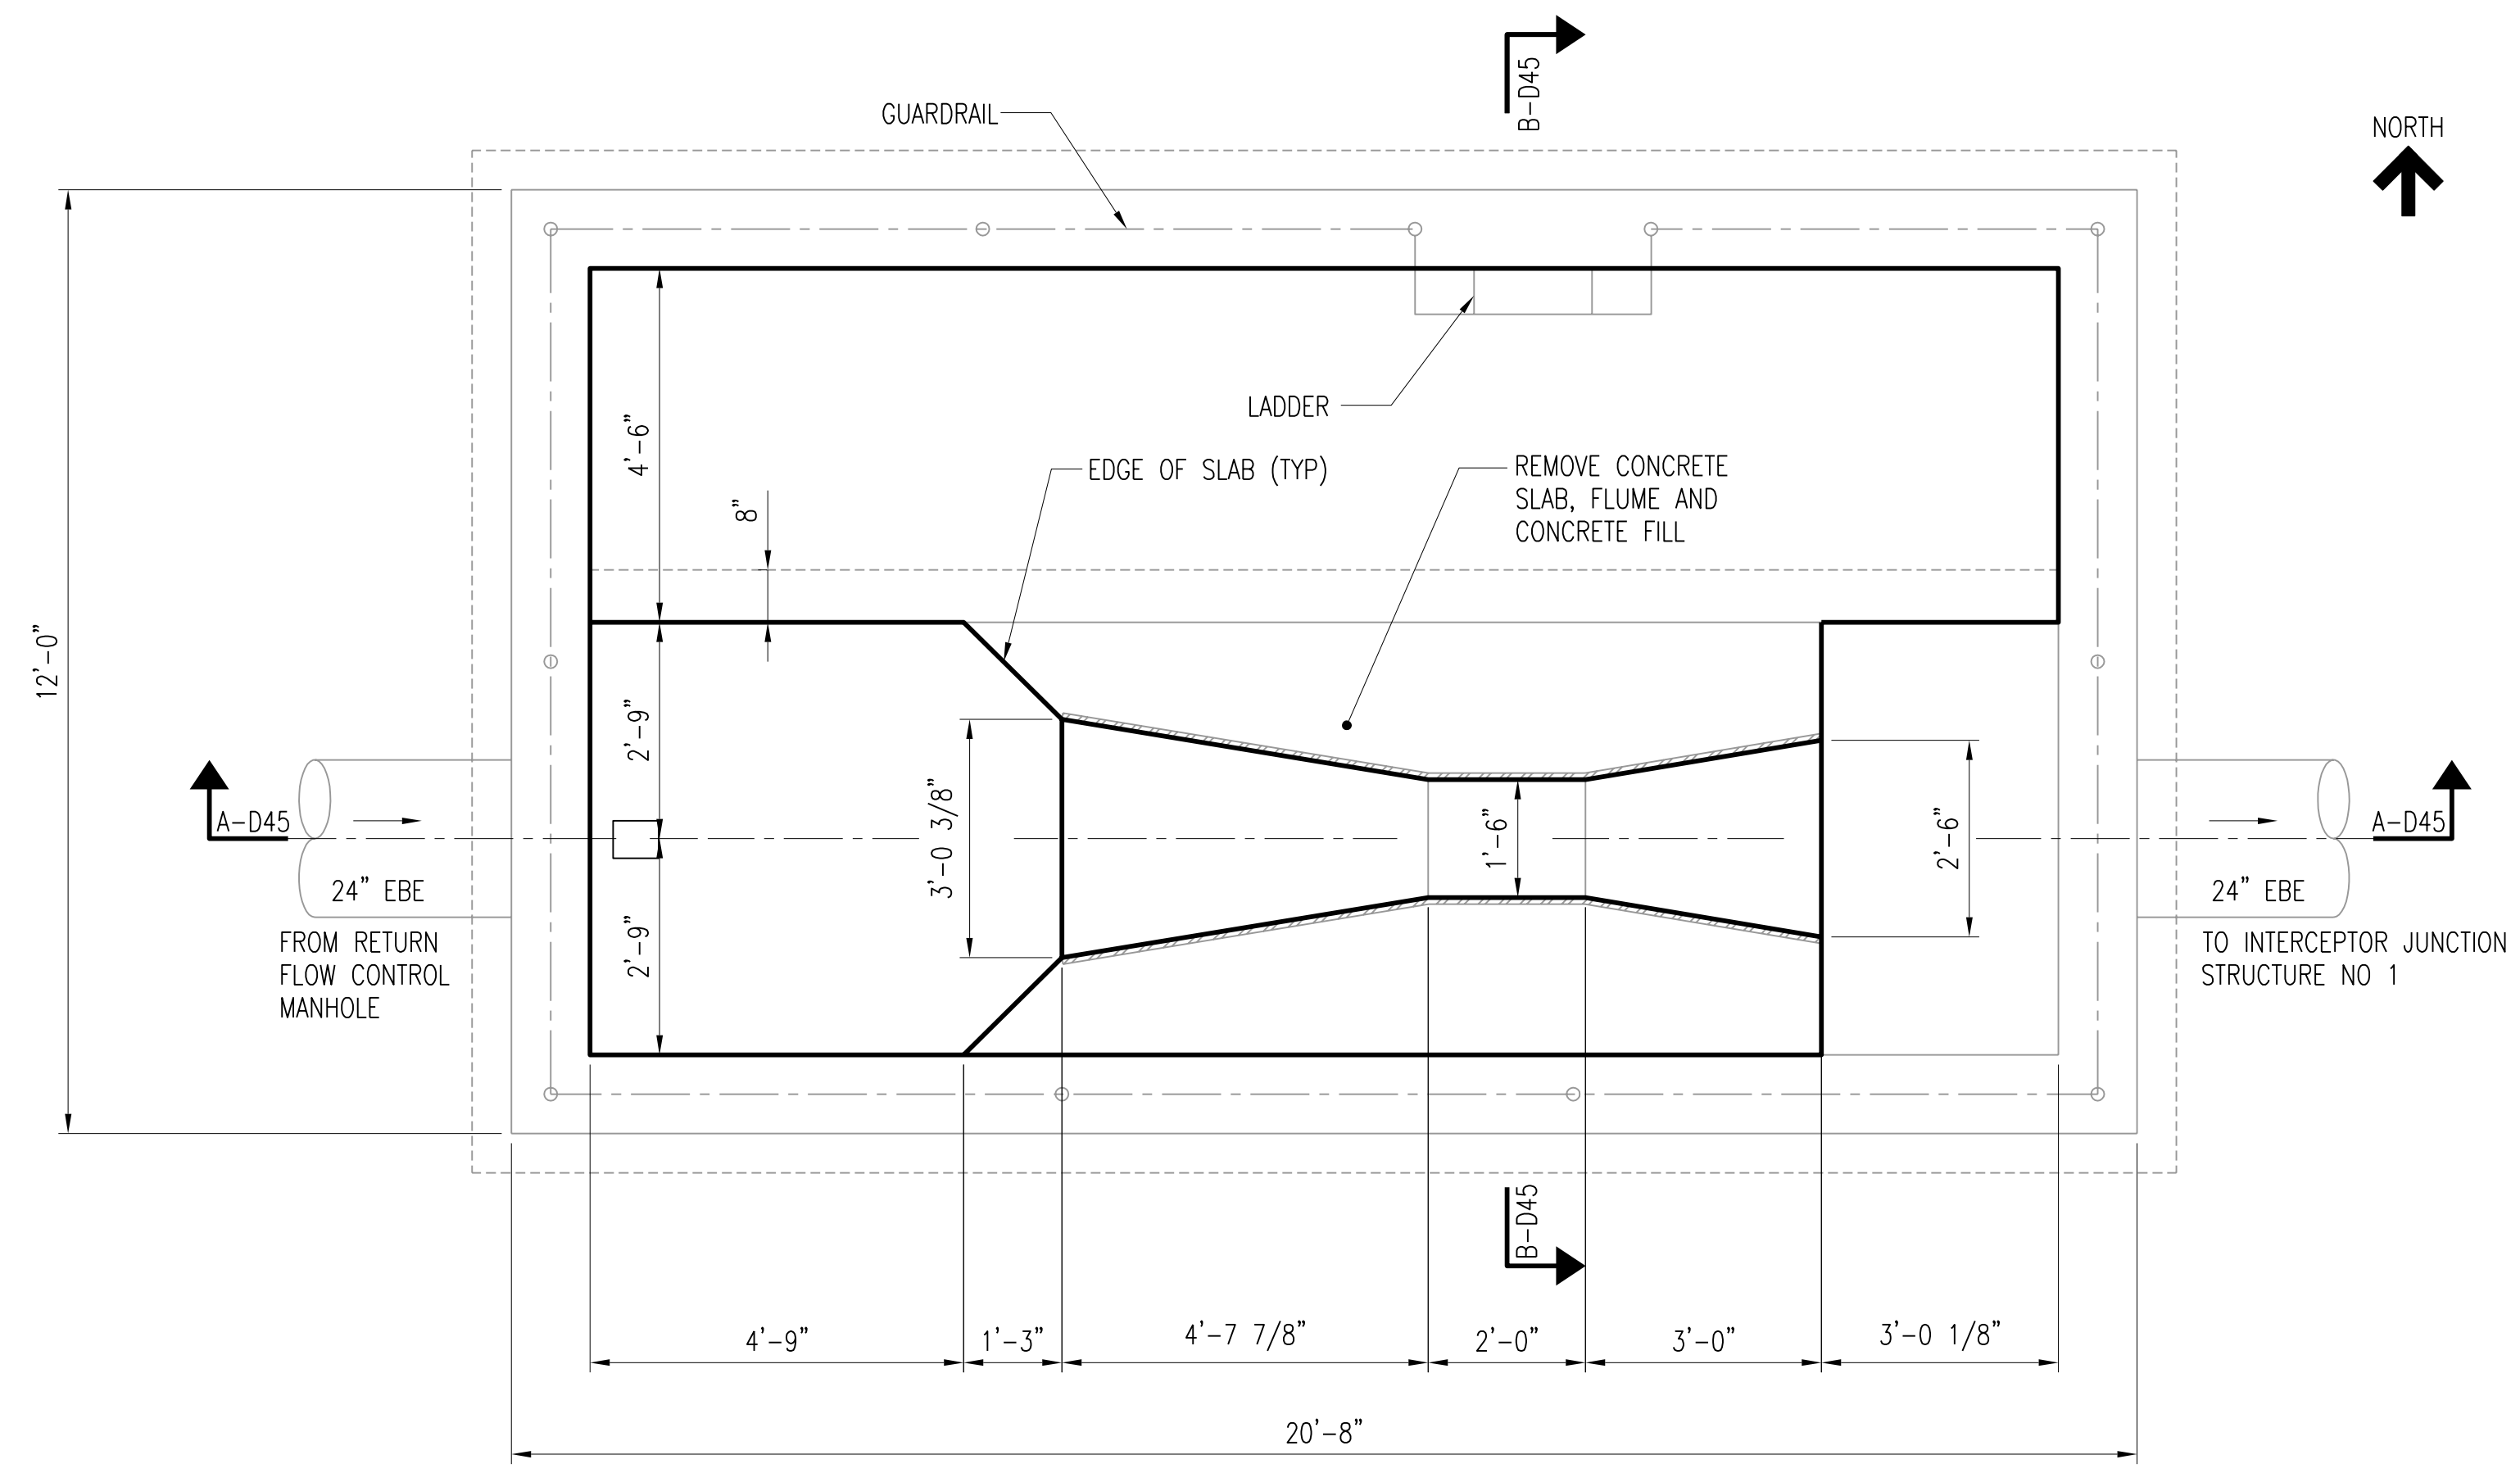 B-D45
GUARDRAIL
NORTH
LADDER
4'-6"
EDGE OF SLAB (TYP)
REMOVE CONCRETE
SLAB, FLUME AND
CONCRETE FILL
8"
12'-0"
2'-9"
3'-0 3/8"
1'-6"
2'-6"
A-D45
A-D45
24" EBE
24" EBE
FROM RETURN
FLOW CONTROL
MANHOLE
2'-9"
TO INTERCEPTOR JUNCTION
STRUCTURE NO 1
B-D45
4'-9"
1'-3"
4'-7 7/8"
2'-0"
3'-0"
3'-0 1/8"
20'-8"